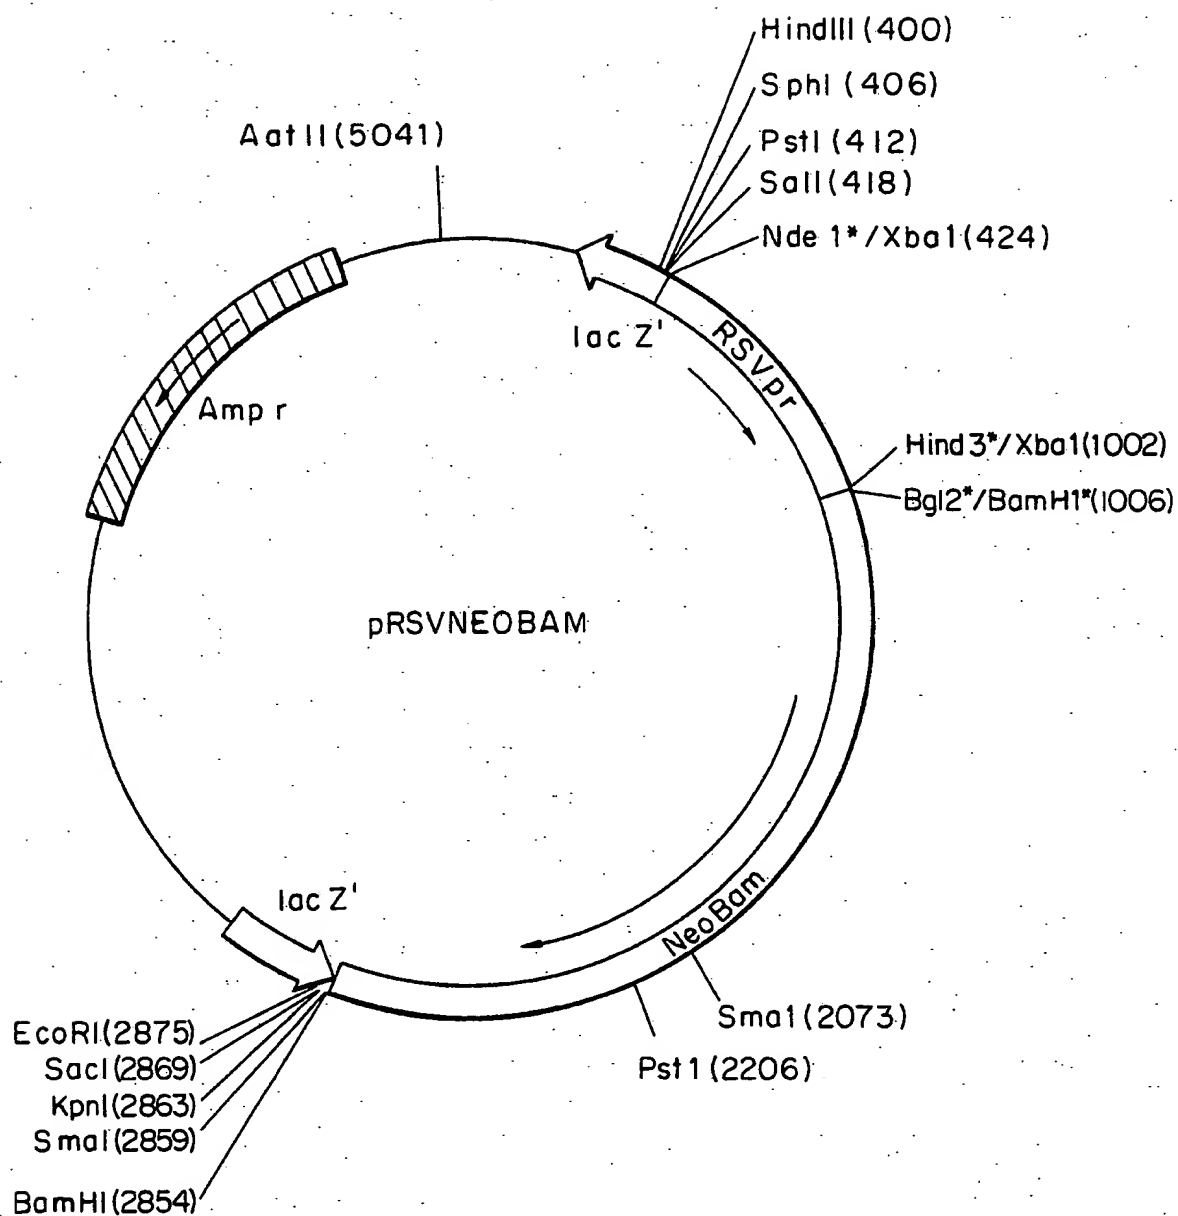 HindIII (400)
SphI (406)
AatII (5041)
PstI (412)
SalI (418)
Nde 1*/Xba1 (424)
lac Z'
RSVpr
Amp r
Hind3*/Xba1(1002)
Bgl2*/BamH1*(1006)
pRSVNEOBAM
lac Z'
NeoBam
Sma1 (2073)
Pst1 (2206)
EcoRI (2875)
SacI (2869)
KpnI (2863)
SmaI (2859)
BamHI (2854)